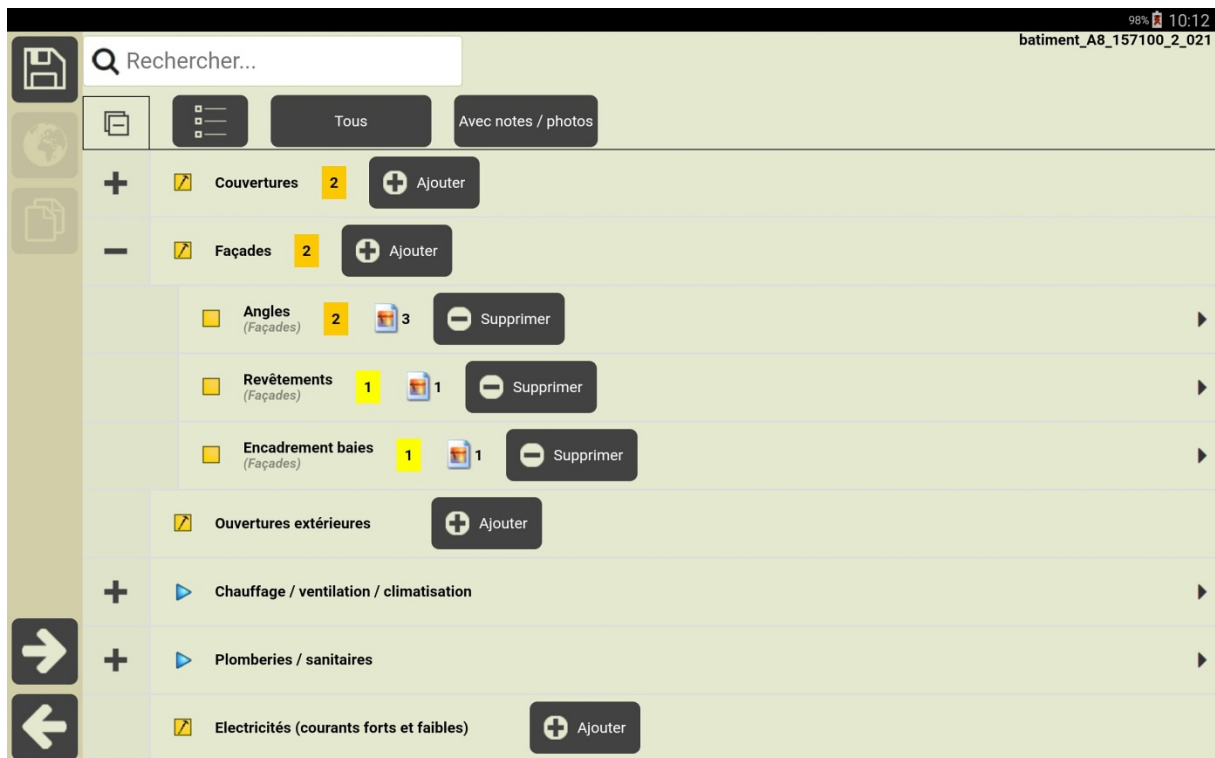 98% 10:12
batiment_A8_157100_2_021
Rechercher...
Tous Avec notes / photos
Couvertures 2 Ajouter
Façades 2 Ajouter
Angles 2 3 Supprimer
(Façades)
Revêtements 1 1 Supprimer
(Façades)
Encadrement baies 1 1 Supprimer
(Façades)
Ouvertures extérieures Ajouter
Chauffage / ventilation / climatisation
Plomberies / sanitaires
Electricités (courants forts et faibles) Ajouter